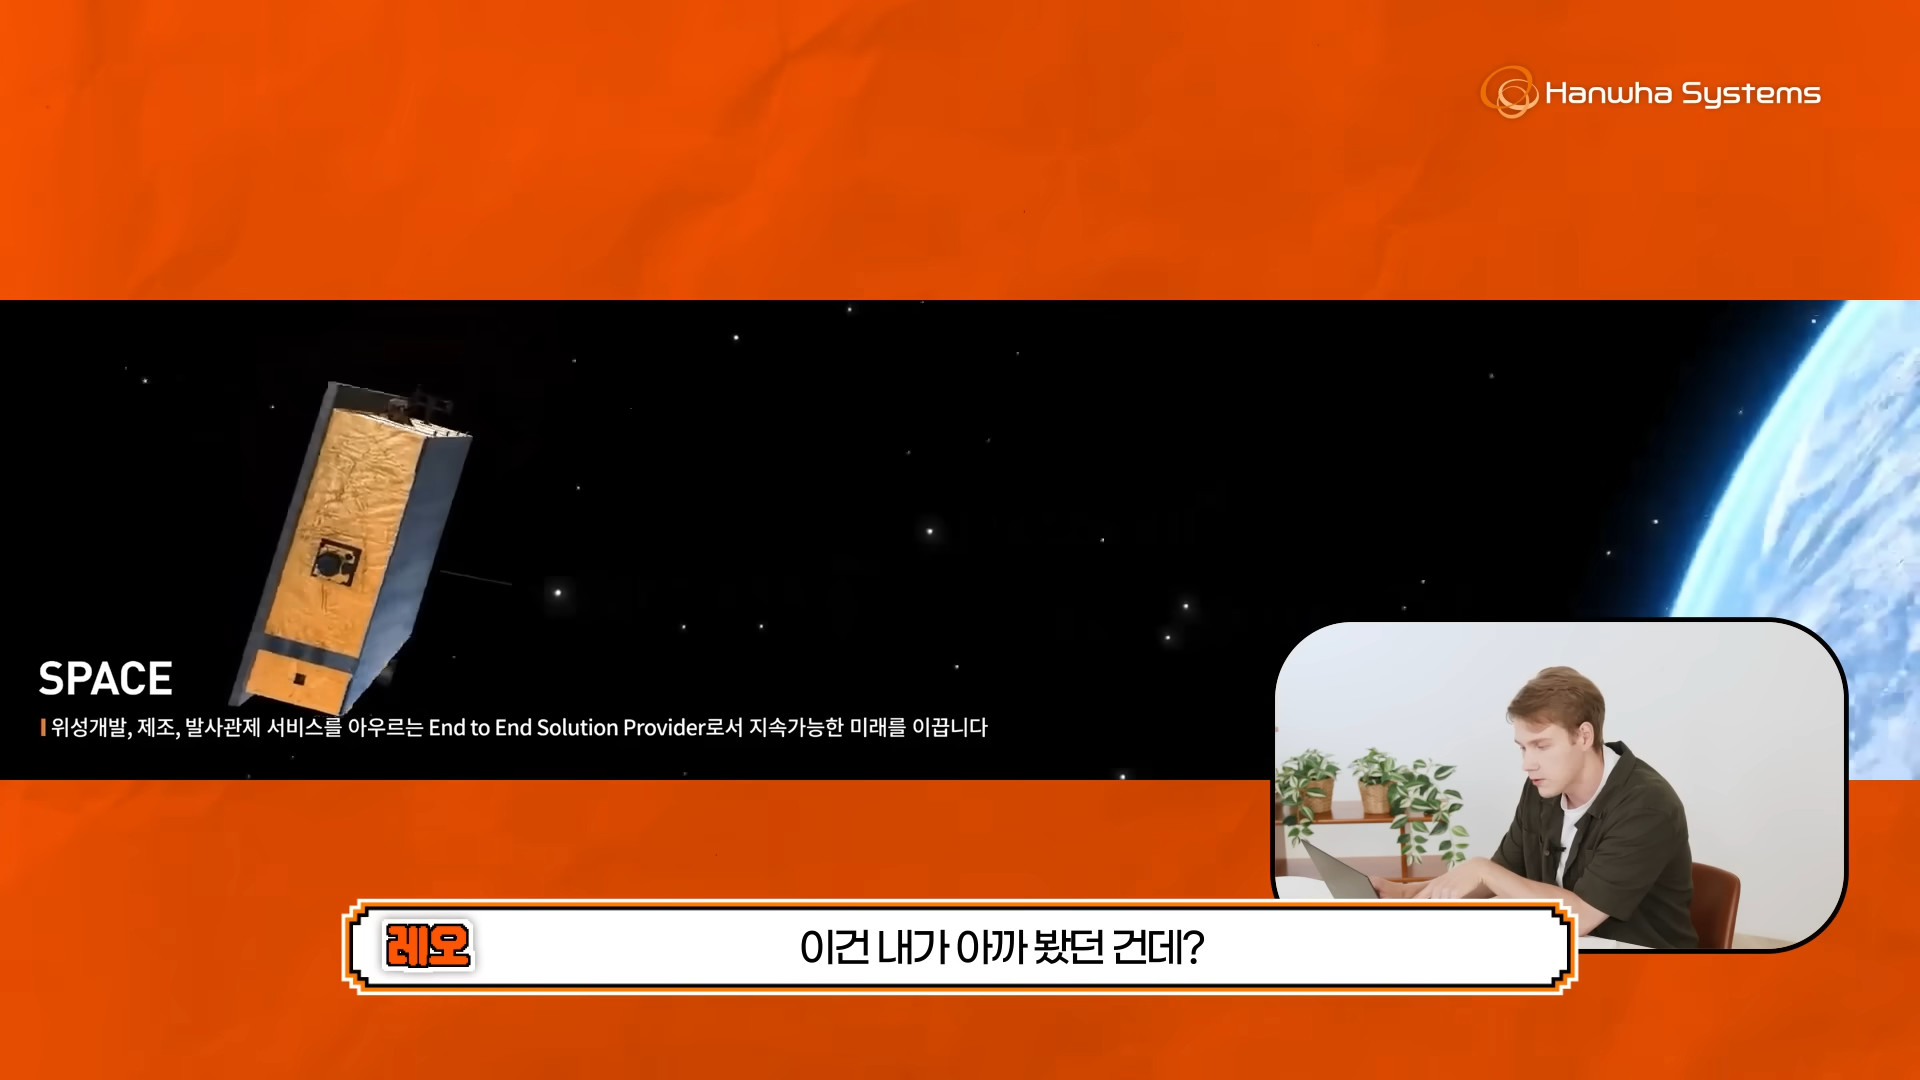 Hanwha Systems
SPACE
위성개발, 제조, 발사관제 서비스를 아우르는 End to End Solution Provider로서 지속가능한 미래를 이끕니다
레오
이건 내가 아까 봤던 건데?